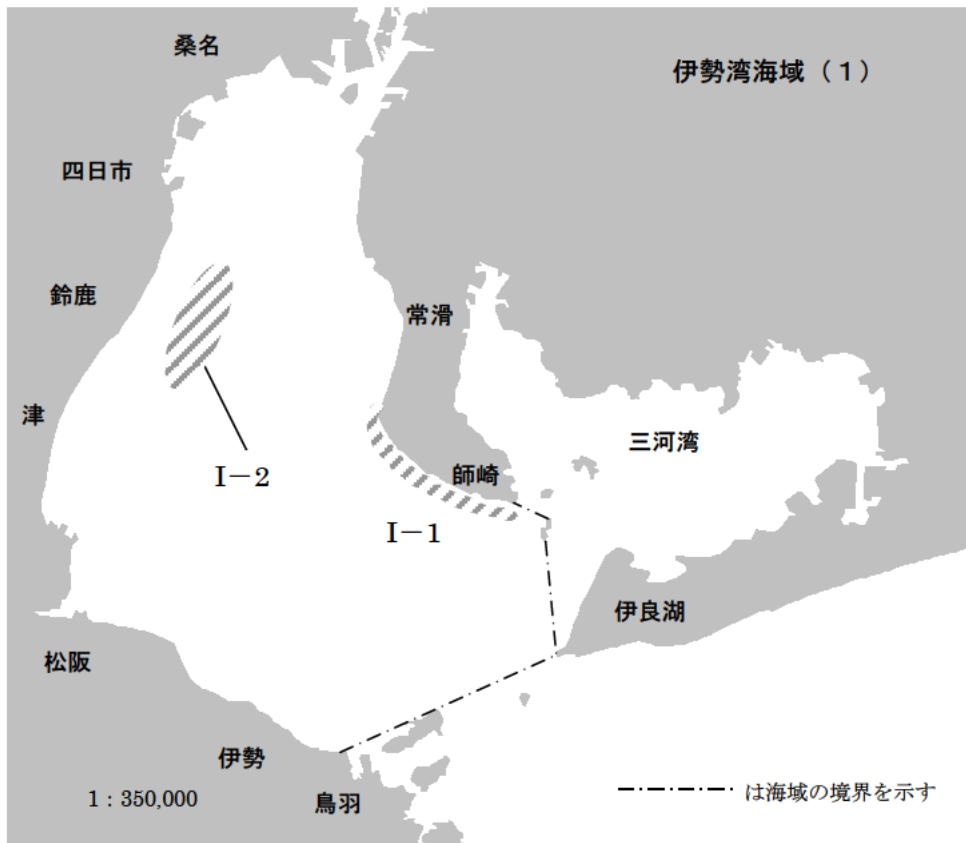 桑名
伊勢湾海域（１）
四日市
鈴鹿
常滑
津
三河湾
師崎
I－2
I－1
伊良湖
松阪
伊勢
1：350,000
鳥羽
は海域の境界を示す